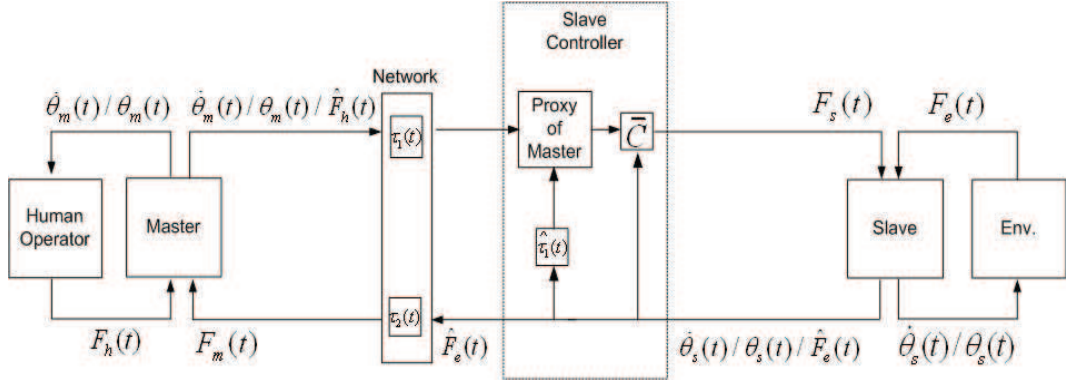 Slave
Controller
Network
θ̇ₘ(t) / θₘ(t)
θ̇ₘ(t) / θₘ(t) / F̂ₕ(t)
Fₛ(t)
Fₑ(t)
τ₁(t)
Proxy
of
Master
C̄
Human
Operator
Master
τ̂₁(t)
Slave
Env.
τ₂(t)
Fₕ(t)
Fₘ(t)
F̂ₑ(t)
θ̇ₛ(t) / θₛ(t) / F̂ₑ(t)
θ̇ₛ(t) / θₛ(t)